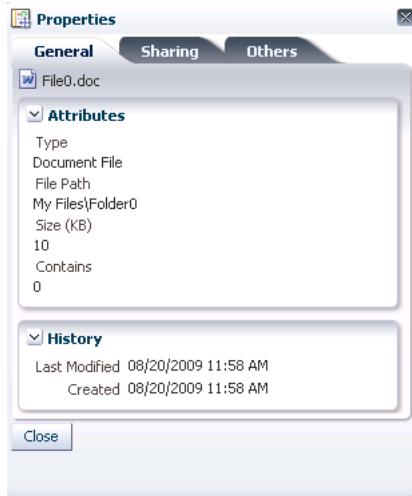 Properties
General Sharing Others
File0.doc
Attributes
Type
Document File
File Path
My Files\Folder0
Size (KB)
10
Contains
0
History
Last Modified 08/20/2009 11:58 AM
Created 08/20/2009 11:58 AM
Close